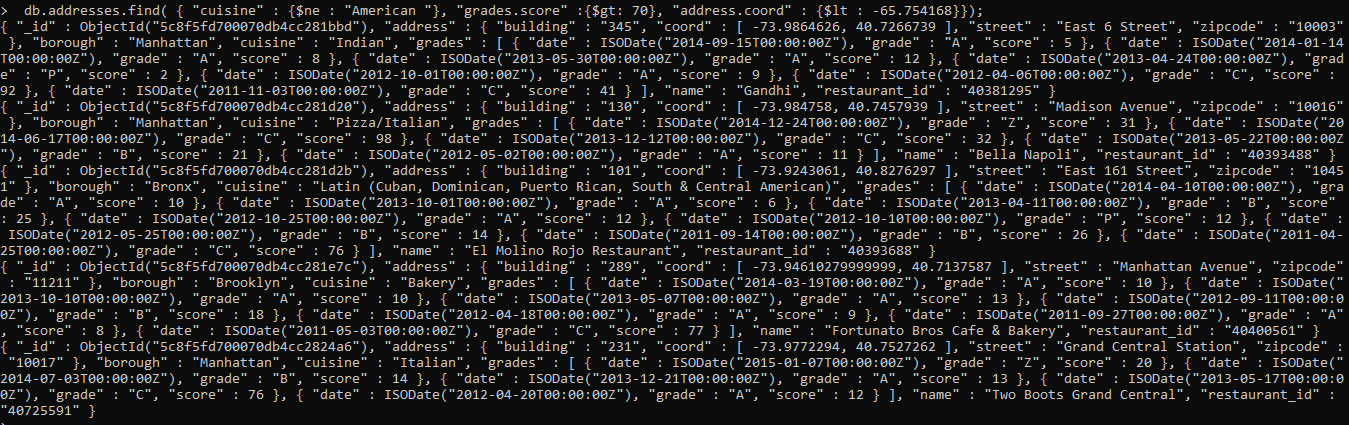 >  db.addresses.find( { "cuisine" : {$ne : "American "}, "grades.score" :{$gt: 70}, "address.coord" : {$lt : -65.754168}});
{ "_id" : ObjectId("5c8f5fd700070db4cc281bbd"), "address" : { "building" : "345", "coord" : [ -73.9864626, 40.7266739 ], "street" : "East 6 Street", "zipcode" : "10003"
 }, "borough" : "Manhattan", "cuisine" : "Indian", "grades" : [ { "date" : ISODate("2014-09-15T00:00:00Z"), "grade" : "A", "score" : 5 }, { "date" : ISODate("2014-01-14
T00:00:00Z"), "grade" : "A", "score" : 8 }, { "date" : ISODate("2013-05-30T00:00:00Z"), "grade" : "A", "score" : 12 }, { "date" : ISODate("2013-04-24T00:00:00Z"), "grad
e" : "P", "score" : 2 }, { "date" : ISODate("2012-10-01T00:00:00Z"), "grade" : "A", "score" : 9 }, { "date" : ISODate("2012-04-06T00:00:00Z"), "grade" : "C", "score" :
92 }, { "date" : ISODate("2011-11-03T00:00:00Z"), "grade" : "C", "score" : 41 } ], "name" : "Gandhi", "restaurant_id" : "40381295" }
{ "_id" : ObjectId("5c8f5fd700070db4cc281d20"), "address" : { "building" : "130", "coord" : [ -73.984758, 40.7457939 ], "street" : "Madison Avenue", "zipcode" : "10016"
 }, "borough" : "Manhattan", "cuisine" : "Pizza/Italian", "grades" : [ { "date" : ISODate("2014-12-24T00:00:00Z"), "grade" : "Z", "score" : 31 }, { "date" : ISODate("20
14-06-17T00:00:00Z"), "grade" : "C", "score" : 98 }, { "date" : ISODate("2013-12-12T00:00:00Z"), "grade" : "C", "score" : 32 }, { "date" : ISODate("2013-05-22T00:00:00Z
"), "grade" : "B", "score" : 21 }, { "date" : ISODate("2012-05-02T00:00:00Z"), "grade" : "A", "score" : 11 } ], "name" : "Bella Napoli", "restaurant_id" : "40393488" }
{ "_id" : ObjectId("5c8f5fd700070db4cc281d2b"), "address" : { "building" : "101", "coord" : [ -73.9243061, 40.8276297 ], "street" : "East 161 Street", "zipcode" : "1045
1" }, "borough" : "Bronx", "cuisine" : "Latin (Cuban, Dominican, Puerto Rican, South & Central American)", "grades" : [ { "date" : ISODate("2014-04-10T00:00:00Z"), "gra
de" : "A", "score" : 10 }, { "date" : ISODate("2013-10-01T00:00:00Z"), "grade" : "A", "score" : 6 }, { "date" : ISODate("2013-04-11T00:00:00Z"), "grade" : "B", "score"
: 25 }, { "date" : ISODate("2012-10-25T00:00:00Z"), "grade" : "A", "score" : 12 }, { "date" : ISODate("2012-10-10T00:00:00Z"), "grade" : "P", "score" : 12 }, { "date"
: ISODate("2012-05-25T00:00:00Z"), "grade" : "B", "score" : 14 }, { "date" : ISODate("2011-09-14T00:00:00Z"), "grade" : "B", "score" : 26 }, { "date" : ISODate("2011-04-
25T00:00:00Z"), "grade" : "C", "score" : 76 } ], "name" : "El Molino Rojo Restaurant", "restaurant_id" : "40393688" }
{ "_id" : ObjectId("5c8f5fd700070db4cc281e7c"), "address" : { "building" : "289", "coord" : [ -73.94610279999999, 40.7137587 ], "street" : "Manhattan Avenue", "zipcode"
 : "11211" }, "borough" : "Brooklyn", "cuisine" : "Bakery", "grades" : [ { "date" : ISODate("2014-03-19T00:00:00Z"), "grade" : "A", "score" : 10 }, { "date" : ISODate("
2013-10-10T00:00:00Z"), "grade" : "A", "score" : 10 }, { "date" : ISODate("2013-05-07T00:00:00Z"), "grade" : "A", "score" : 13 }, { "date" : ISODate("2012-09-11T00:00:0
0Z"), "grade" : "B", "score" : 18 }, { "date" : ISODate("2012-04-18T00:00:00Z"), "grade" : "A", "score" : 9 }, { "date" : ISODate("2011-09-27T00:00:00Z"), "grade" : "A"
, "score" : 8 }, { "date" : ISODate("2011-05-03T00:00:00Z"), "grade" : "C", "score" : 77 } ], "name" : "Fortunato Bros Cafe & Bakery", "restaurant_id" : "40400561" }
{ "_id" : ObjectId("5c8f5fd700070db4cc2824a6"), "address" : { "building" : "231", "coord" : [ -73.9772294, 40.7527262 ], "street" : "Grand Central Station", "zipcode" :
 "10017" }, "borough" : "Manhattan", "cuisine" : "Italian", "grades" : [ { "date" : ISODate("2015-01-07T00:00:00Z"), "grade" : "Z", "score" : 20 }, { "date" : ISODate("
2014-07-03T00:00:00Z"), "grade" : "B", "score" : 14 }, { "date" : ISODate("2013-12-21T00:00:00Z"), "grade" : "A", "score" : 13 }, { "date" : ISODate("2013-05-17T00:00:0
0Z"), "grade" : "C", "score" : 76 }, { "date" : ISODate("2012-04-20T00:00:00Z"), "grade" : "A", "score" : 12 } ], "name" : "Two Boots Grand Central", "restaurant_id" :
"40725591" }